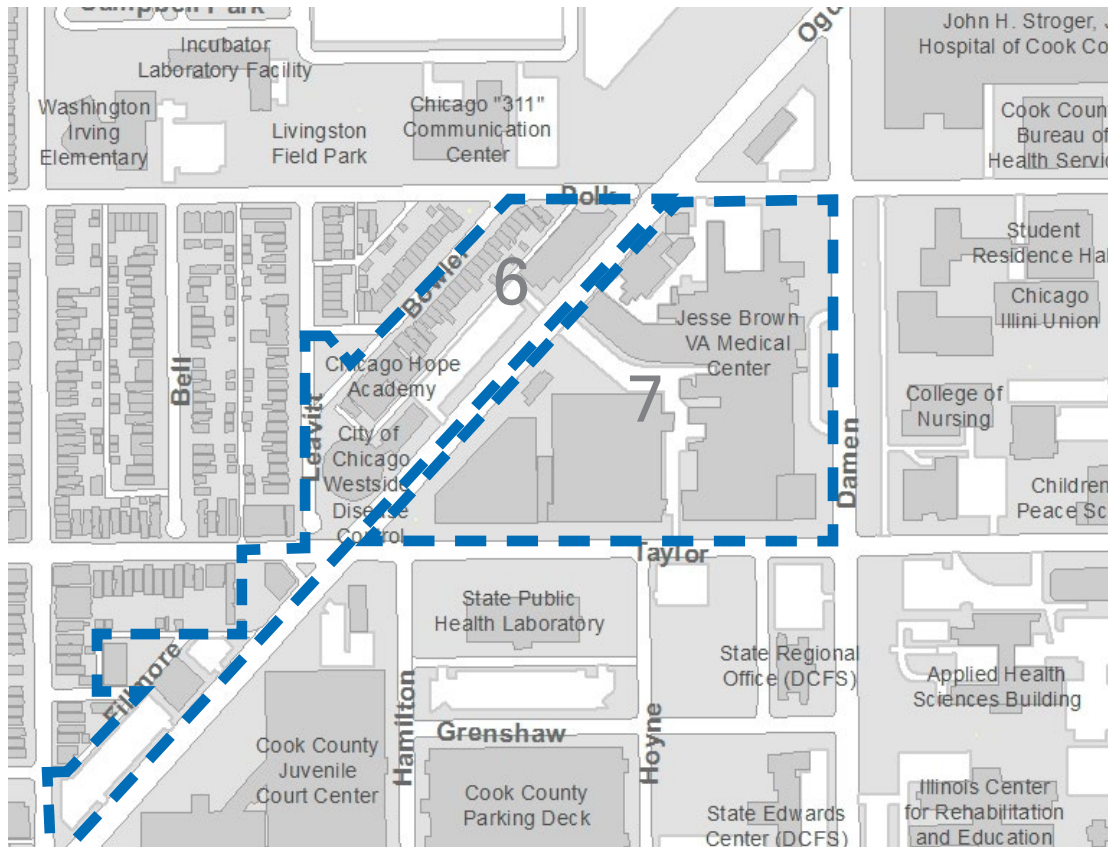 Campbell Park
Incubator
Laboratory Facility
Washington
Irving
Elementary
Livingston
Field Park
Chicago "311"
Communication
Center
John H. Stroger, J
Hospital of Cook Co
Cook Coun
Bureau of
Health Servic
Polk
Bowler
6
Student
Residence Hal
Chicago
Illini Union
Jesse Brown
VA Medical
Center
7
Bell
Chicago Hope
Academy
Leavitt
City of
Chicago
Westside
Disease
Control
College of
Nursing
Damen
Children
Peace Sc
Taylor
State Public
Health Laboratory
Fillmore
State Regional
Office (DCFS)
Applied Health
Sciences Building
Hamilton
Grenshaw
Hoyne
Cook County
Juvenile
Court Center
Cook County
Parking Deck
State Edwards
Center (DCFS)
Illinois Center
for Rehabilitation
and Education